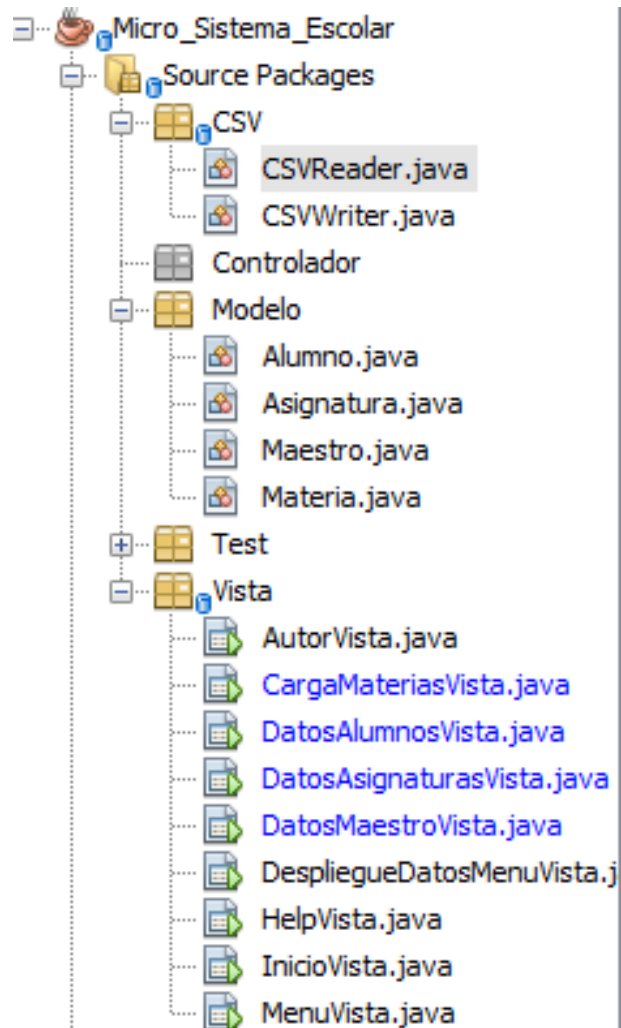 Micro_Sistema_Escolar
Source Packages
CSV
CSVReader.java
CSVWriter.java
Controlador
Modelo
Alumno.java
Asignatura.java
Maestro.java
Materia.java
Test
Vista
AutorVista.java
CargaMateriasVista.java
DatosAlumnosVista.java
DatosAsignaturasVista.java
DatosMaestroVista.java
DespliegueDatosMenuVista.j
HelpVista.java
InicioVista.java
MenuVista.java